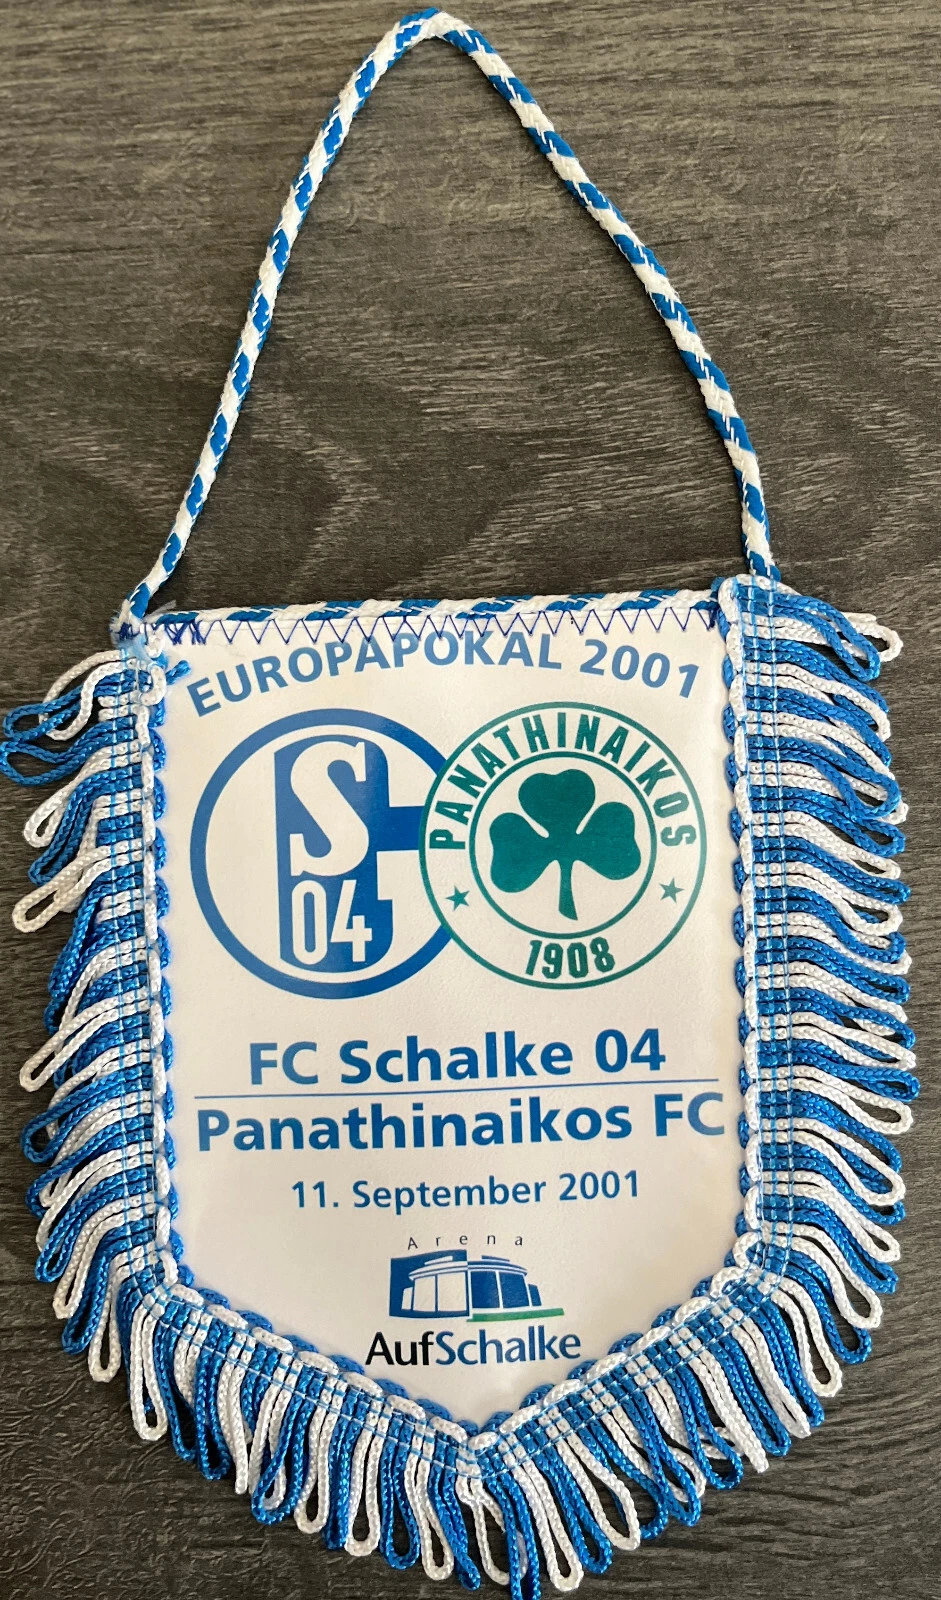 EUROPAPOKAL 2001
S
04
PANATHINAIKOS
1908
FC Schalke 04
Panathinaikos FC
11. September 2001
Arena
AufSchalke